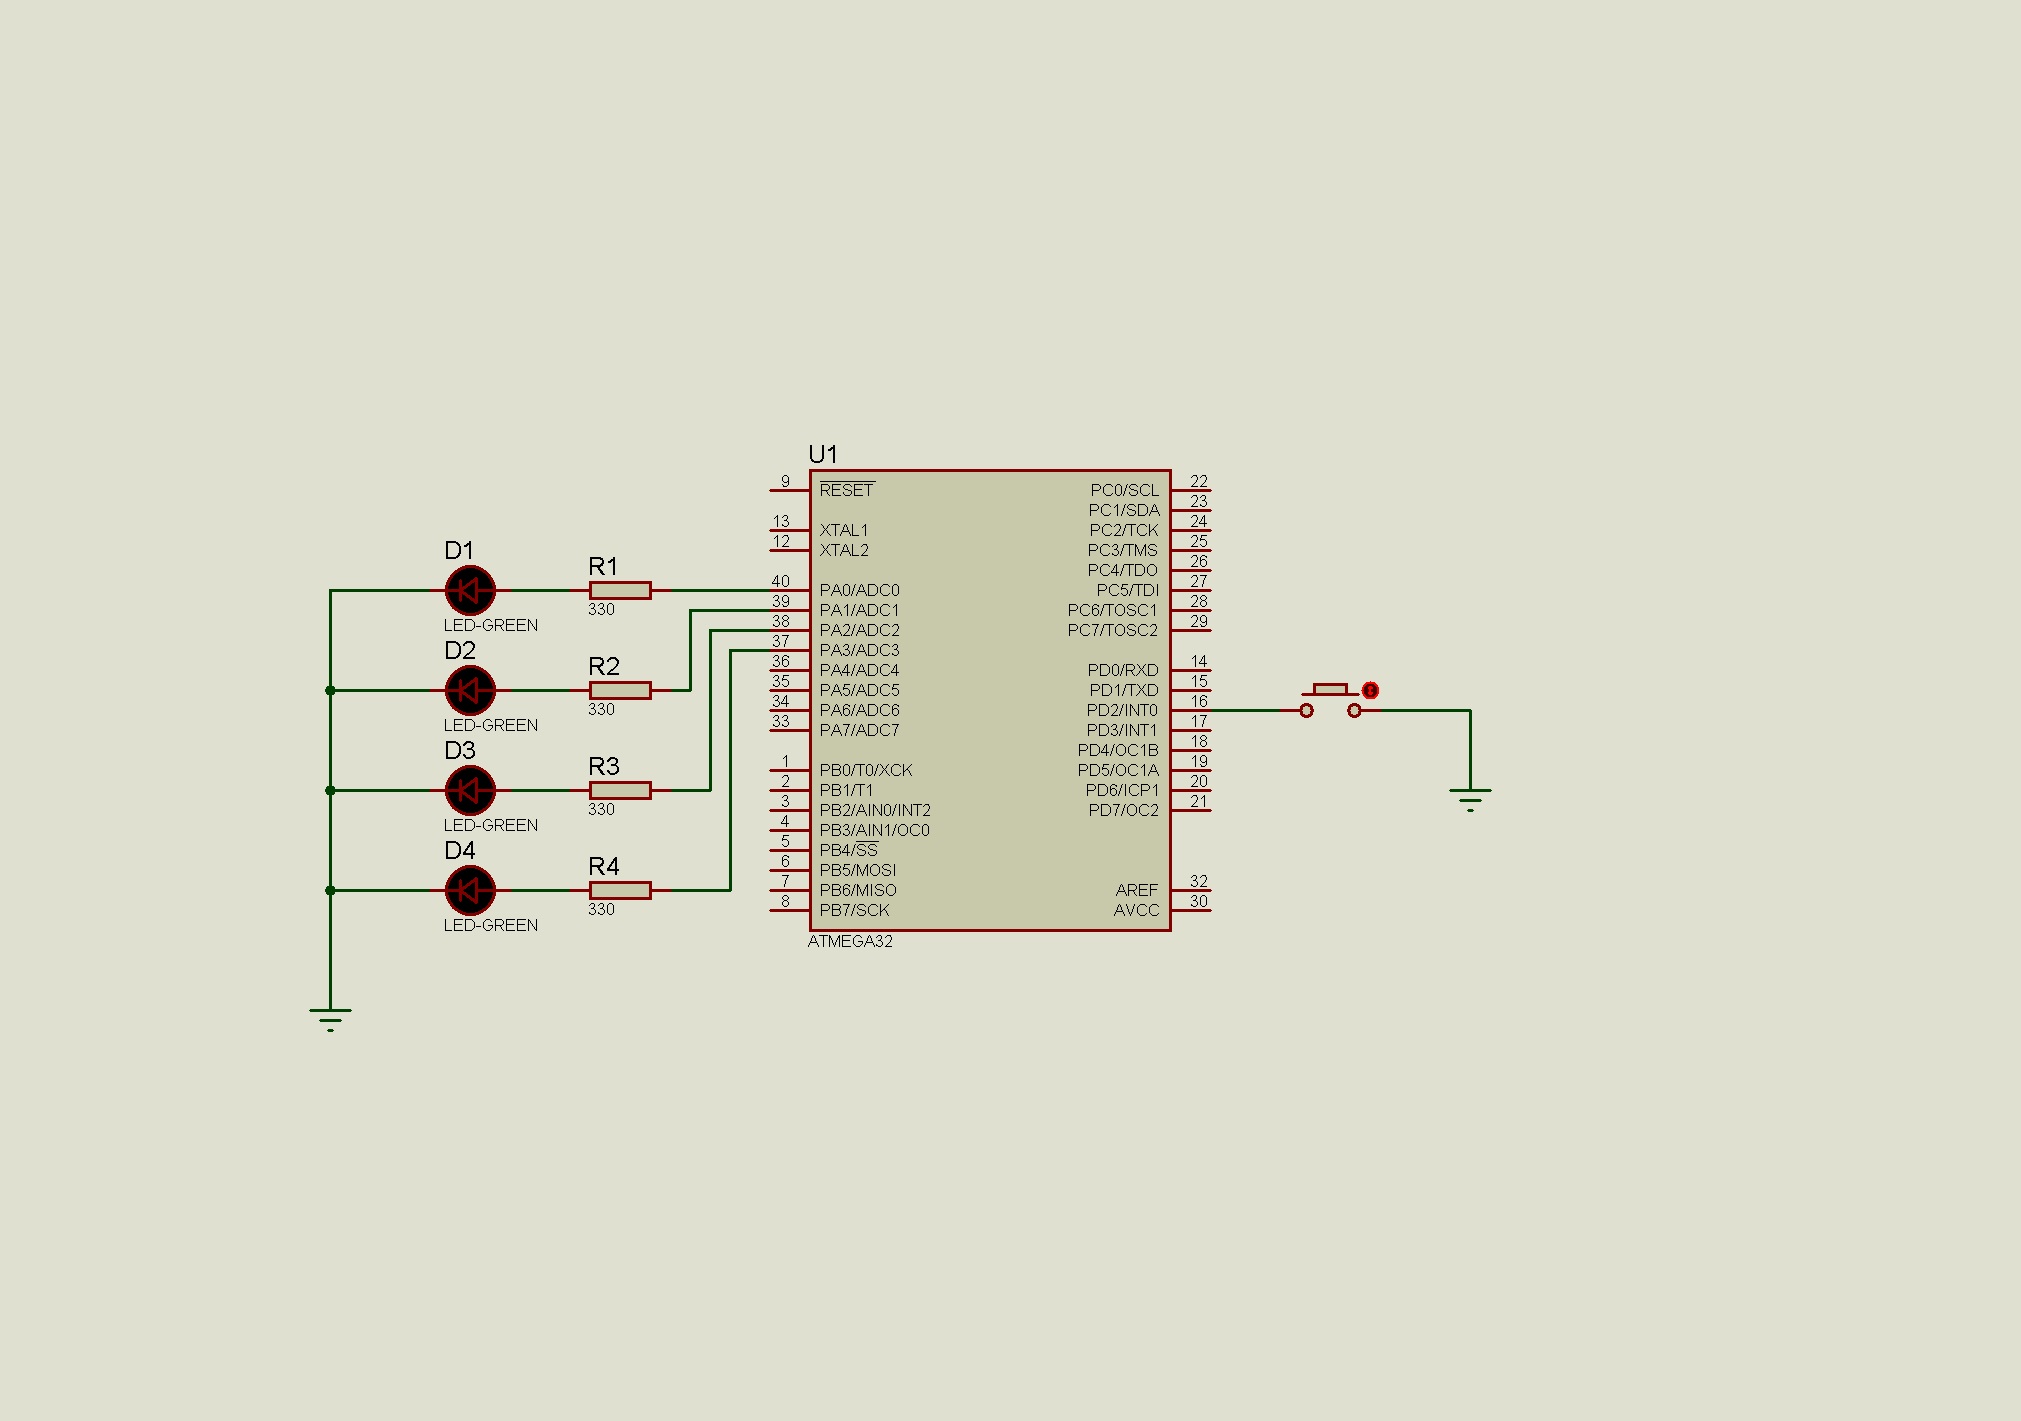 U1
9 RESET
13 XTAL1
12 XTAL2
40 PA0/ADC0
39 PA1/ADC1
38 PA2/ADC2
37 PA3/ADC3
36 PA4/ADC4
35 PA5/ADC5
34 PA6/ADC6
33 PA7/ADC7
1 PB0/T0/XCK
2 PB1/T1
3 PB2/AIN0/INT2
4 PB3/AIN1/OC0
5 PB4/SS
6 PB5/MOSI
7 PB6/MISO
8 PB7/SCK
PC0/SCL 22
PC1/SDA 23
PC2/TCK 24
PC3/TMS 25
PC4/TDO 26
PC5/TDI 27
PC6/TOSC1 28
PC7/TOSC2 29
PD0/RXD 14
PD1/TXD 15
PD2/INT0 16
PD3/INT1 17
PD4/OC1B 18
PD5/OC1A 19
PD6/ICP1 20
PD7/OC2 21
AREF 32
AVCC 30
ATMEGA32
D1
LED-GREEN
R1
330
D2
LED-GREEN
R2
330
D3
LED-GREEN
R3
330
D4
LED-GREEN
R4
330